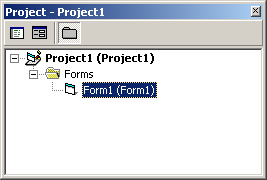 Project - Project1
Project1 (Project1)
Forms
Form1 (Form1)